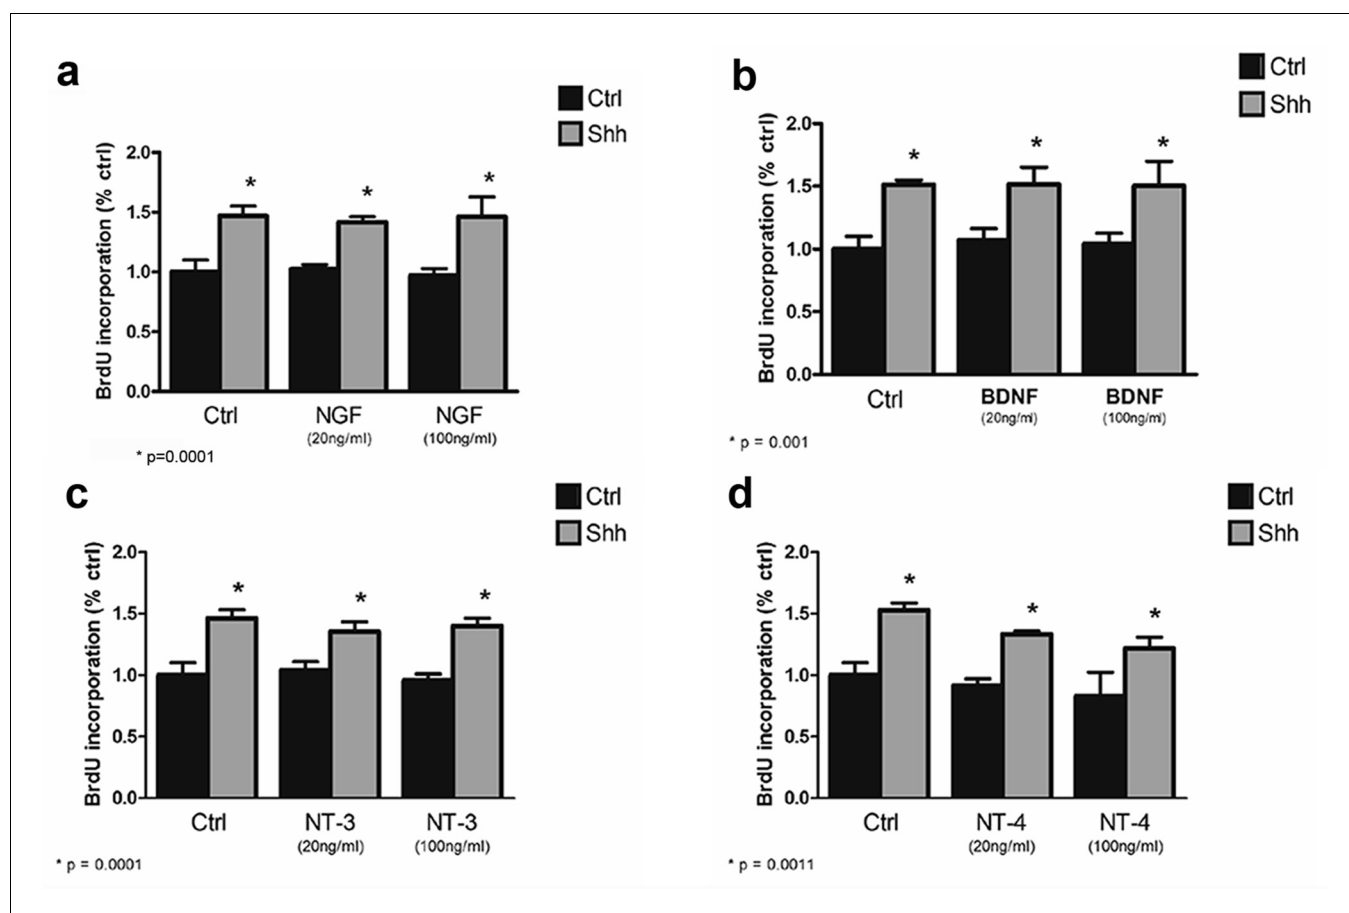 a
Ctrl
Shh
BrdU incorporation (% ctrl)
2.0
1.5
1.0
0.5
0.0
*
*
*
Ctrl
NGF
(20ng/ml)
NGF
(100ng/ml)
* p=0.0001
b
Ctrl
Shh
BrdU incorporation (% ctrl)
2.0
1.5
1.0
0.5
0.0
*
*
*
Ctrl
BDNF
(20ng/ml)
BDNF
(100ng/ml)
* p = 0.001
c
Ctrl
Shh
BrdU incorporation (% ctrl)
2.0
1.5
1.0
0.5
0.0
*
*
*
Ctrl
NT-3
(20ng/ml)
NT-3
(100ng/ml)
* p = 0.0001
d
Ctrl
Shh
BrdU incorporation (% ctrl)
2.0
1.5
1.0
0.5
0.0
*
*
*
Ctrl
NT-4
(20ng/ml)
NT-4
(100ng/ml)
* p = 0.0011